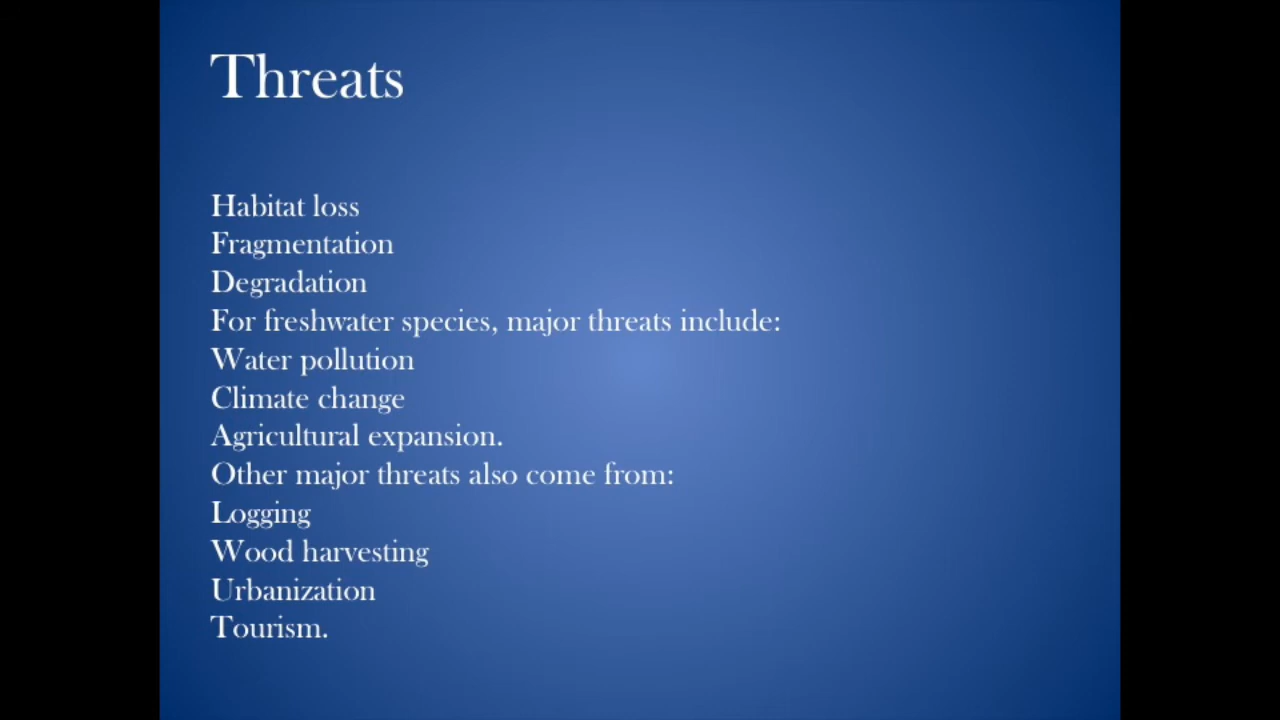 Threats
Habitat loss
Fragmentation
Degradation
For freshwater species, major threats include:
Water pollution
Climate change
Agricultural expansion.
Other major threats also come from:
Logging
Wood harvesting
Urbanization
Tourism.